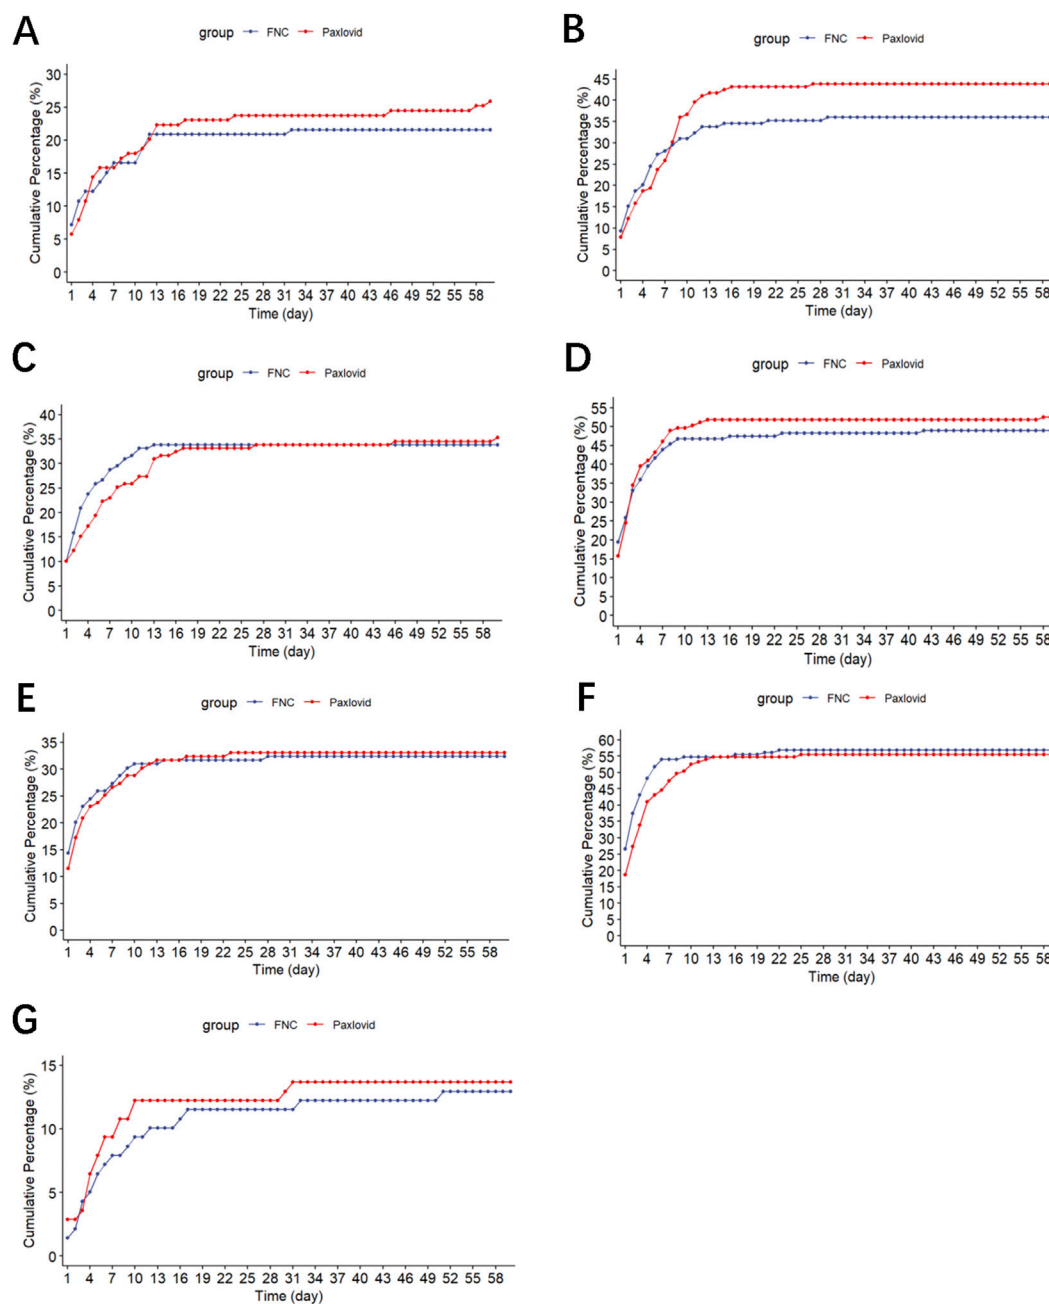 A
group FNC Paxlovid
Cumulative Percentage (%)
30
25
20
15
10
5
0
1 4 7 10 13 16 19 22 25 28 31 34 37 40 43 46 49 52 55 58
Time (day)
B
group FNC Paxlovid
Cumulative Percentage (%)
45
40
35
30
25
20
15
10
5
0
1 4 7 10 13 16 19 22 25 28 31 34 37 40 43 46 49 52 55 58
Time (day)
C
group FNC Paxlovid
Cumulative Percentage (%)
40
35
30
25
20
15
10
5
0
1 4 7 10 13 16 19 22 25 28 31 34 37 40 43 46 49 52 55 58
Time (day)
D
group FNC Paxlovid
Cumulative Percentage (%)
55
50
45
40
35
30
25
20
15
10
5
0
1 4 7 10 13 16 19 22 25 28 31 34 37 40 43 46 49 52 55 58
Time (day)
E
group FNC Paxlovid
Cumulative Percentage (%)
35
30
25
20
15
10
5
0
1 4 7 10 13 16 19 22 25 28 31 34 37 40 43 46 49 52 55 58
Time (day)
F
group FNC Paxlovid
Cumulative Percentage (%)
60
55
50
45
40
35
30
25
20
15
10
5
0
1 4 7 10 13 16 19 22 25 28 31 34 37 40 43 46 49 52 55 58
Time (day)
G
group FNC Paxlovid
Cumulative Percentage (%)
15
10
5
0
1 4 7 10 13 16 19 22 25 28 31 34 37 40 43 46 49 52 55 58
Time (day)